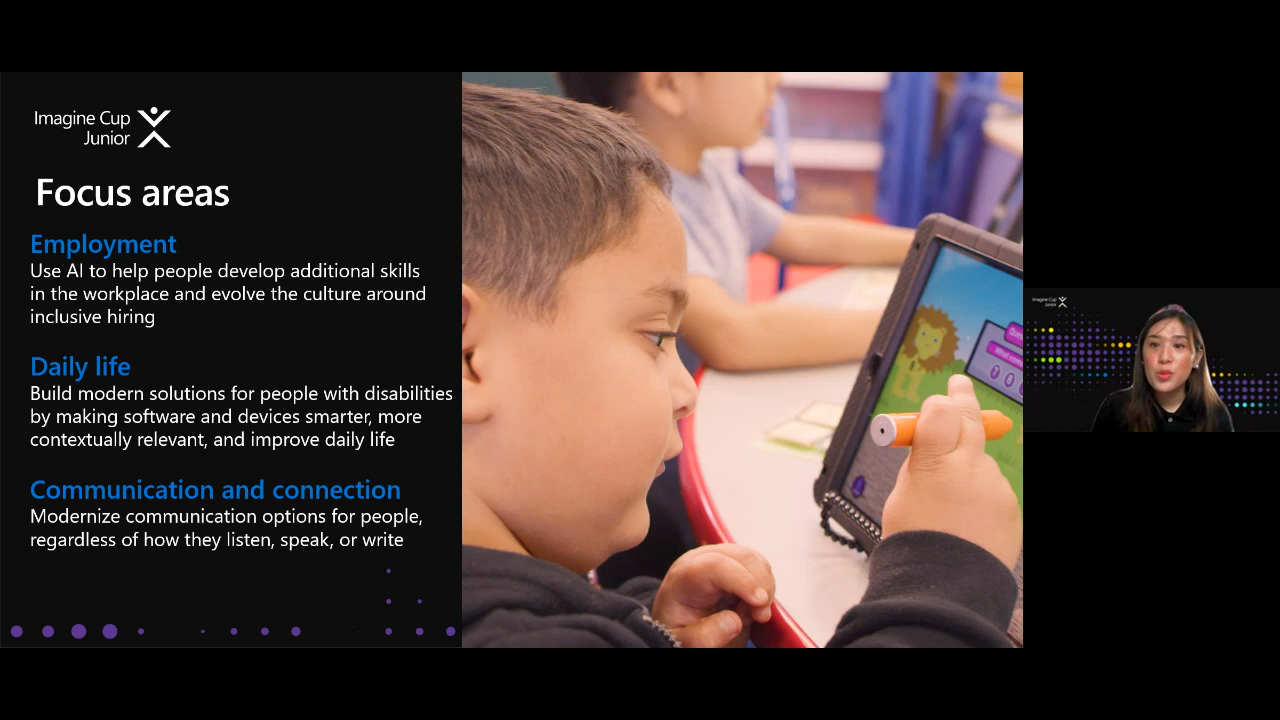 Imagine Cup
Junior
Focus areas
Employment
Use AI to help people develop additional skills
in the workplace and evolve the culture around
inclusive hiring
Daily life
Build modern solutions for people with disabilities
by making software and devices smarter, more
contextually relevant, and improve daily life
Communication and connection
Modernize communication options for people,
regardless of how they listen, speak, or write
Imagine Cup
Junior